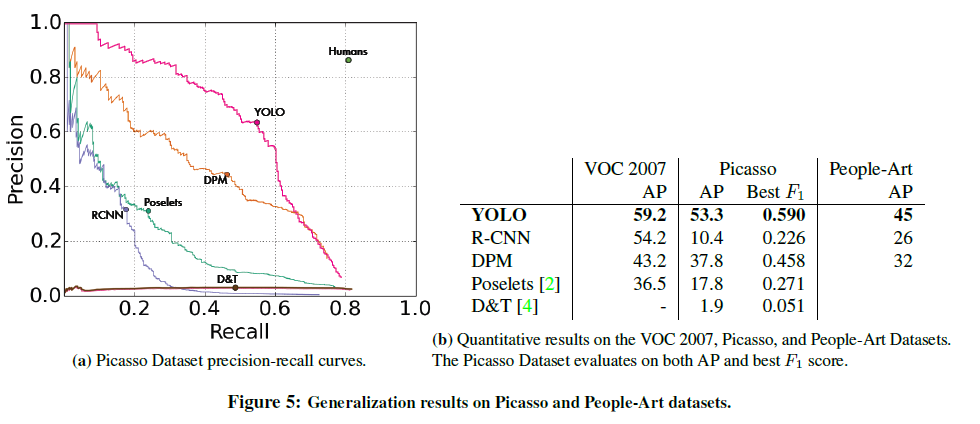 1.0
0.8
0.6
0.4
0.2
0.0
Precision
Humans
YOLO
DPM
Poselets
RCNN
D&T
0.2 0.4 0.6 0.8 1.0
Recall
(a) Picasso Dataset precision-recall curves.
VOC 2007 Picasso People-Art
AP AP Best F1 AP
YOLO 59.2 53.3 0.590 45
R-CNN 54.2 10.4 0.226 26
DPM 43.2 37.8 0.458 32
Poselets [2] 36.5 17.8 0.271
D&T [4] - 1.9 0.051
(b) Quantitative results on the VOC 2007, Picasso, and People-Art Datasets.
The Picasso Dataset evaluates on both AP and best F1 score.
Figure 5: Generalization results on Picasso and People-Art datasets.